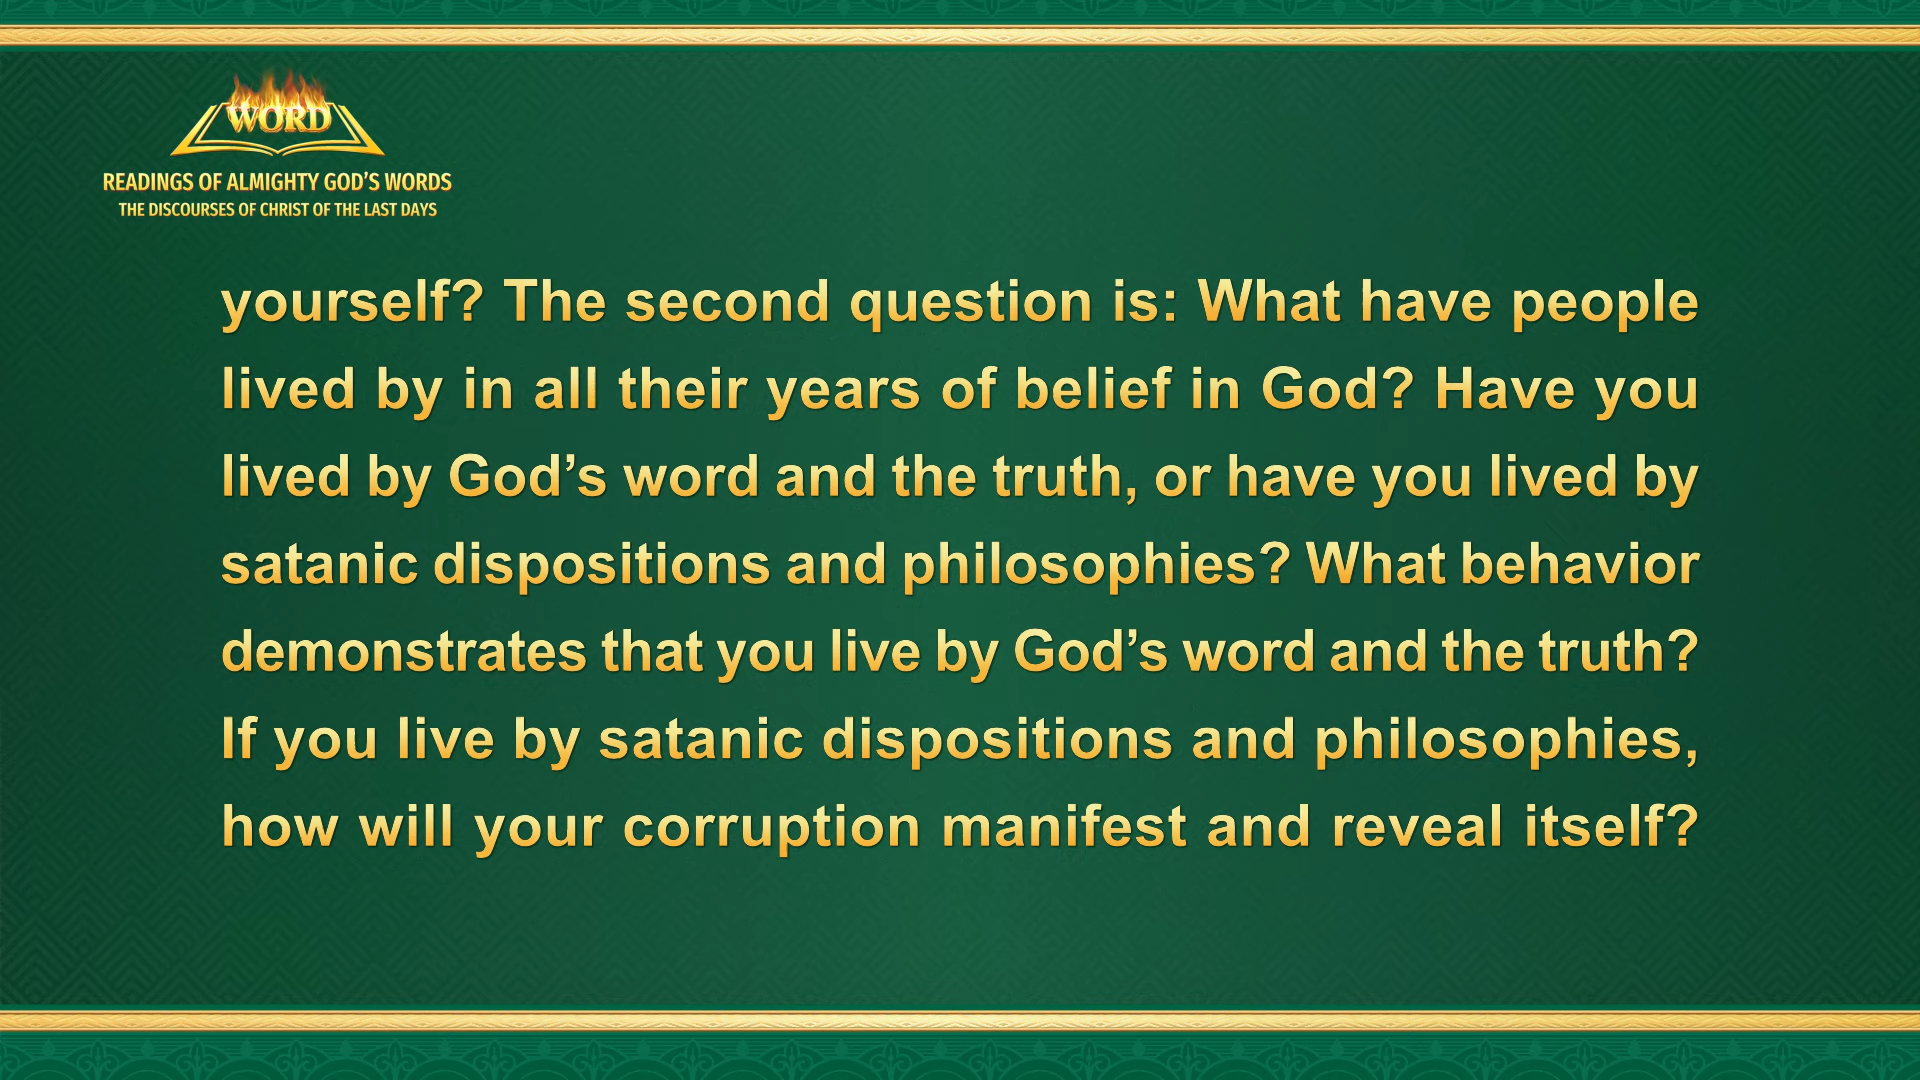 WORD
READINGS OF ALMIGHTY GOD’S WORDS
THE DISCOURSES OF CHRIST OF THE LAST DAYS
yourself? The second question is: What have people
lived by in all their years of belief in God? Have you
lived by God’s word and the truth, or have you lived by
satanic dispositions and philosophies? What behavior
demonstrates that you live by God’s word and the truth?
If you live by satanic dispositions and philosophies,
how will your corruption manifest and reveal itself?